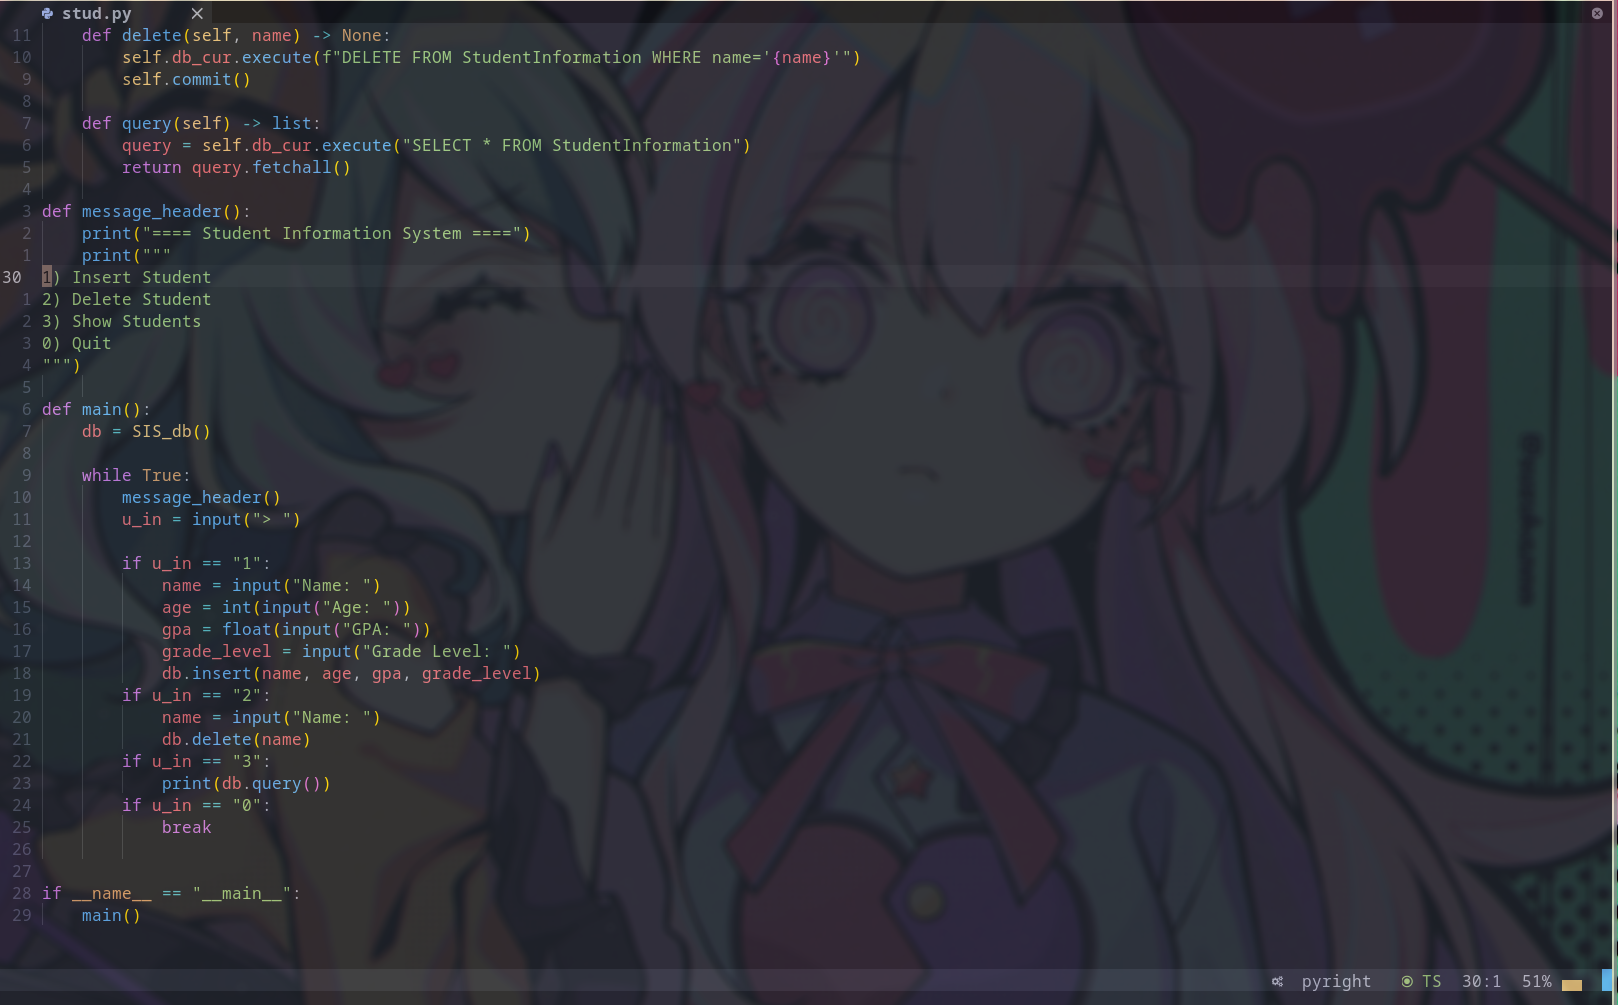 stud.py ×
11     def delete(self, name) -> None:
10         self.db_cur.execute(f"DELETE FROM StudentInformation WHERE name='{name}'")
9         self.commit()
8
7     def query(self) -> list:
6         query = self.db_cur.execute("SELECT * FROM StudentInformation")
5         return query.fetchall()
4
3 def message_header():
2     print("==== Student Information System ====")
1     print("""
30 1) Insert Student
1 2) Delete Student
2 3) Show Students
3 0) Quit
4 """)
5
6 def main():
7     db = SIS_db()
8
9     while True:
10         message_header()
11         u_in = input("> ")
12
13         if u_in == "1":
14             name = input("Name: ")
15             age = int(input("Age: "))
16             gpa = float(input("GPA: "))
17             grade_level = input("Grade Level: ")
18             db.insert(name, age, gpa, grade_level)
19         if u_in == "2":
20             name = input("Name: ")
21             db.delete(name)
22         if u_in == "3":
23             print(db.query())
24         if u_in == "0":
25             break
26
27
28 if __name__ == "__main__":
29     main()
pyright TS 30:1 51%